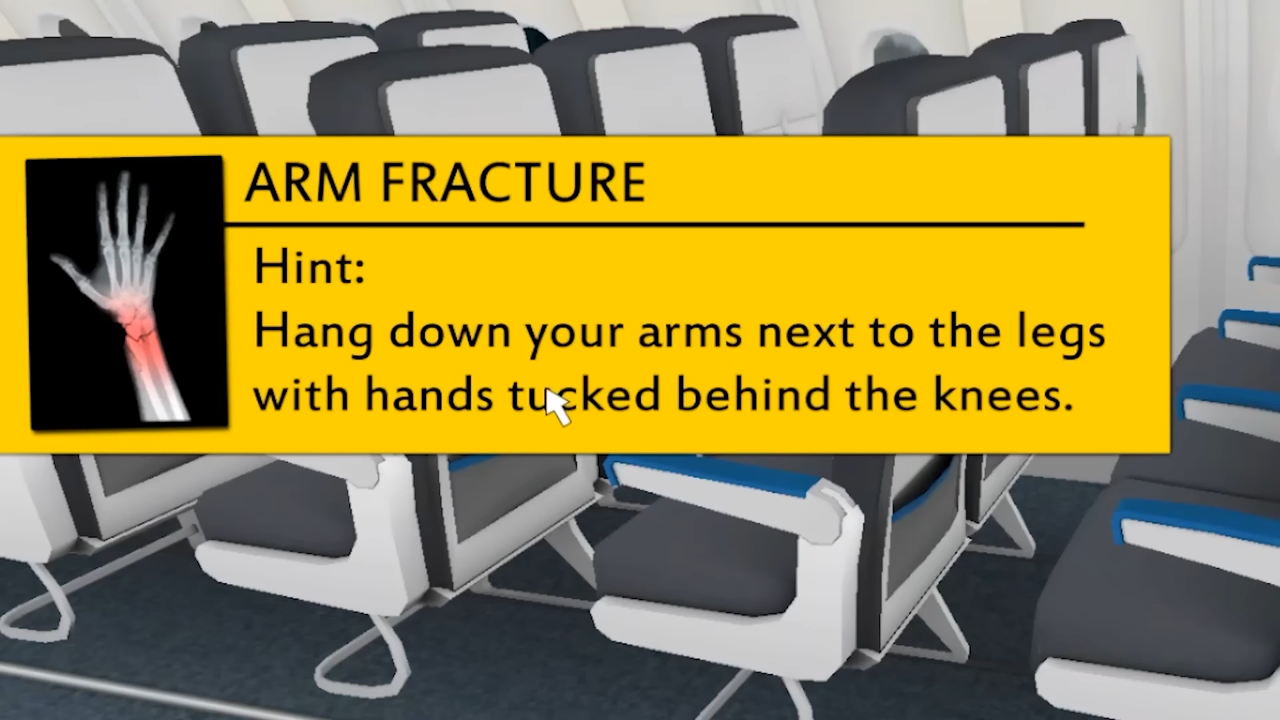 ARM FRACTURE
Hint:
Hang down your arms next to the legs
with hands tucked behind the knees.